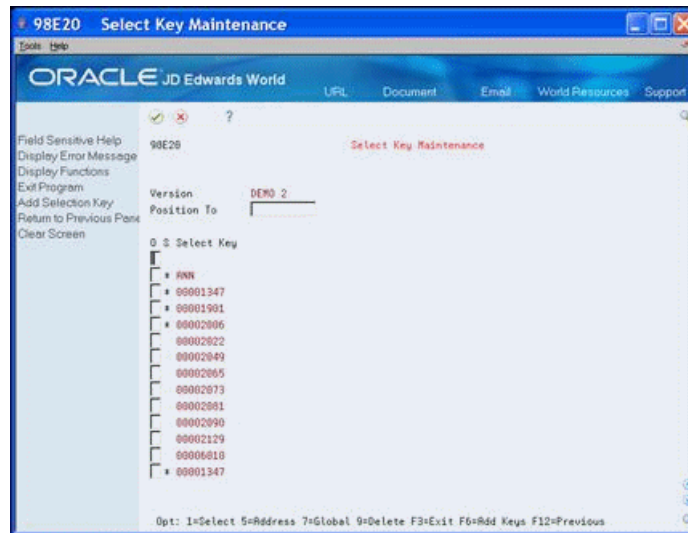 98E20 Select Key Maintenance
Tools Help
ORACLE JD Edwards World
URL Document Email World Resources Support
Field Sensitive Help
Display Error Message
Display Functions
Exit Program
Add Selection Key
Return to Previous Pane
Clear Screen
?
98E20 Select Key Maintenance
Version DEMO 2
Position To
O S Select Key
* ANN
* 00001347
* 00001901
* 00002006
00002022
00002049
00002065
00002073
00002081
00002090
00002129
00006010
* 00001347
Opt: 1=Select 5=Address 7=Global 9=Delete F3=Exit F6=Add Keys F12=Previous